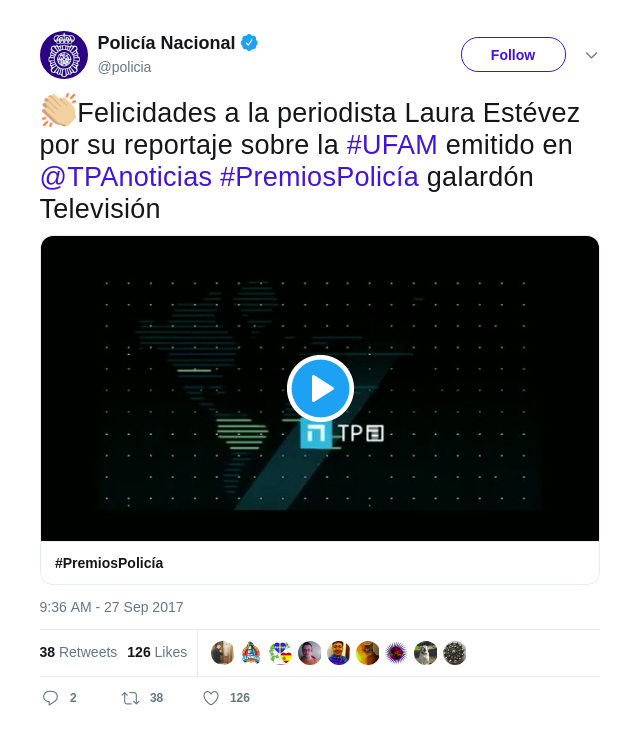 Policía Nacional
@policia
Follow
👏Felicidades a la periodista Laura Estévez
por su reportaje sobre la #UFAM emitido en
@TPAnoticias #PremiosPolicía galardón
Televisión
TPA
#PremiosPolicía
9:36 AM - 27 Sep 2017
38 Retweets 126 Likes
2 38 126